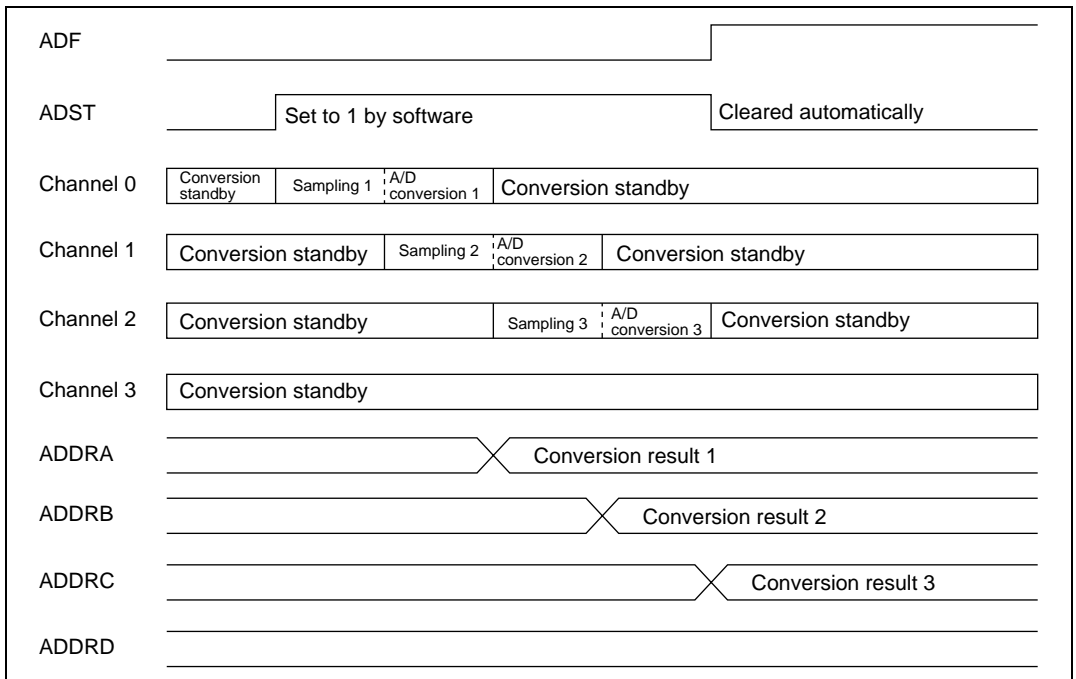 ADF
ADST
Set to 1 by software
Cleared automatically
Channel 0
Conversion
standby
Sampling 1
A/D
conversion 1
Conversion standby
Channel 1
Conversion standby
Sampling 2
A/D
conversion 2
Conversion standby
Channel 2
Conversion standby
Sampling 3
A/D
conversion 3
Conversion standby
Channel 3
Conversion standby
ADDRA
Conversion result 1
ADDRB
Conversion result 2
ADDRC
Conversion result 3
ADDRD